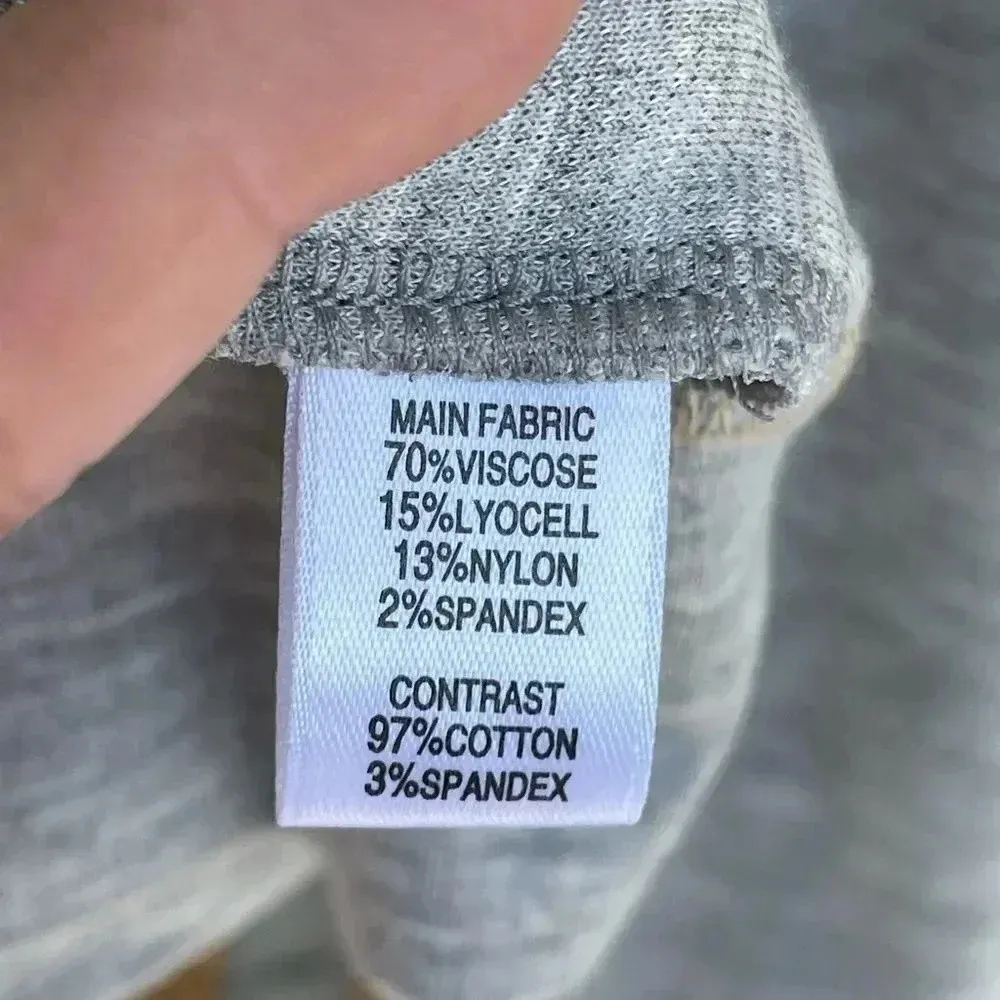 MAIN FABRIC
70%VISCOSE
15%LYOCELL
13%NYLON
2%SPANDEX
CONTRAST
97%COTTON
3%SPANDEX